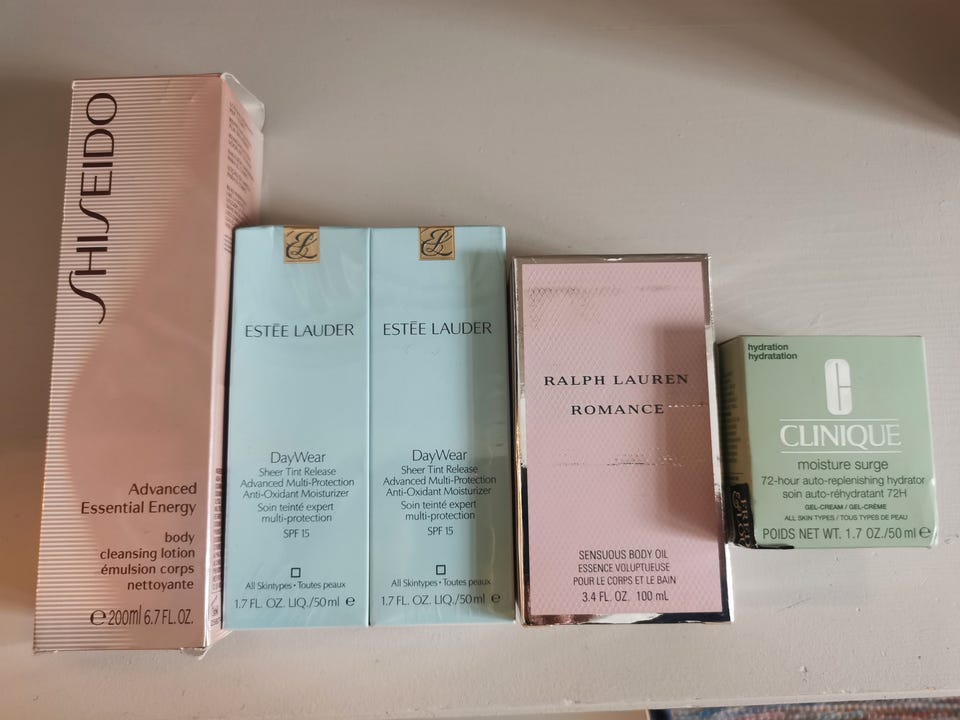 SHISEIDO
Advanced
Essential Energy
body
cleansing lotion
émulsion corps
nettoyante
e 200ml 6.7 FL.OZ.
EL
ESTĒE LAUDER
DayWear
Sheer Tint Release
Advanced Multi-Protection
Anti-Oxidant Moisturizer
Soin teinté expert
multi-protection
SPF 15
All Skintypes • Toutes peaux
1.7 FL. OZ. LIQ./50 ml e
EL
ESTĒE LAUDER
DayWear
Sheer Tint Release
Advanced Multi-Protection
Anti-Oxidant Moisturizer
Soin teinté expert
multi-protection
SPF 15
All Skintypes • Toutes peaux
1.7 FL. OZ. LIQ./50 ml e
RALPH LAUREN
ROMANCE
SENSUOUS BODY OIL
ESSENCE VOLUPTUEUSE
POUR LE CORPS ET LE BAIN
3.4 FL. OZ. 100 mL
hydration
hydratation
C
CLINIQUE
moisture surge
72-hour auto-replenishing hydrator
soin auto-réhydratant 72H
GEL-CREAM / GEL-CRÈME
ALL SKIN TYPES / TOUS TYPES DE PEAU
POIDS NET WT. 1.7 OZ./50 ml e